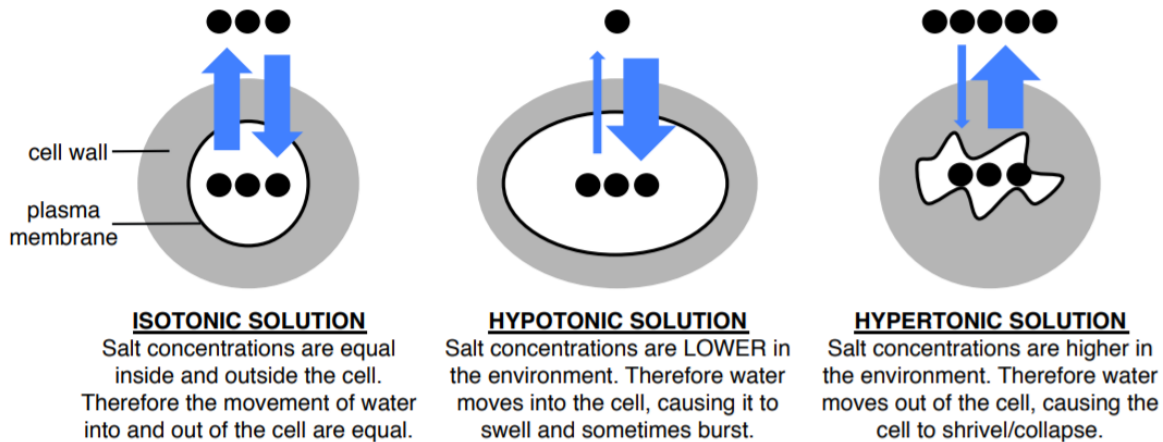 cell wall
plasma
membrane
ISOTONIC SOLUTION
Salt concentrations are equal
inside and outside the cell.
Therefore the movement of water
into and out of the cell are equal.
HYPOTONIC SOLUTION
Salt concentrations are LOWER in
the environment. Therefore water
moves into the cell, causing it to
swell and sometimes burst.
HYPERTONIC SOLUTION
Salt concentrations are higher in
the environment. Therefore water
moves out of the cell, causing the
cell to shrivel/collapse.